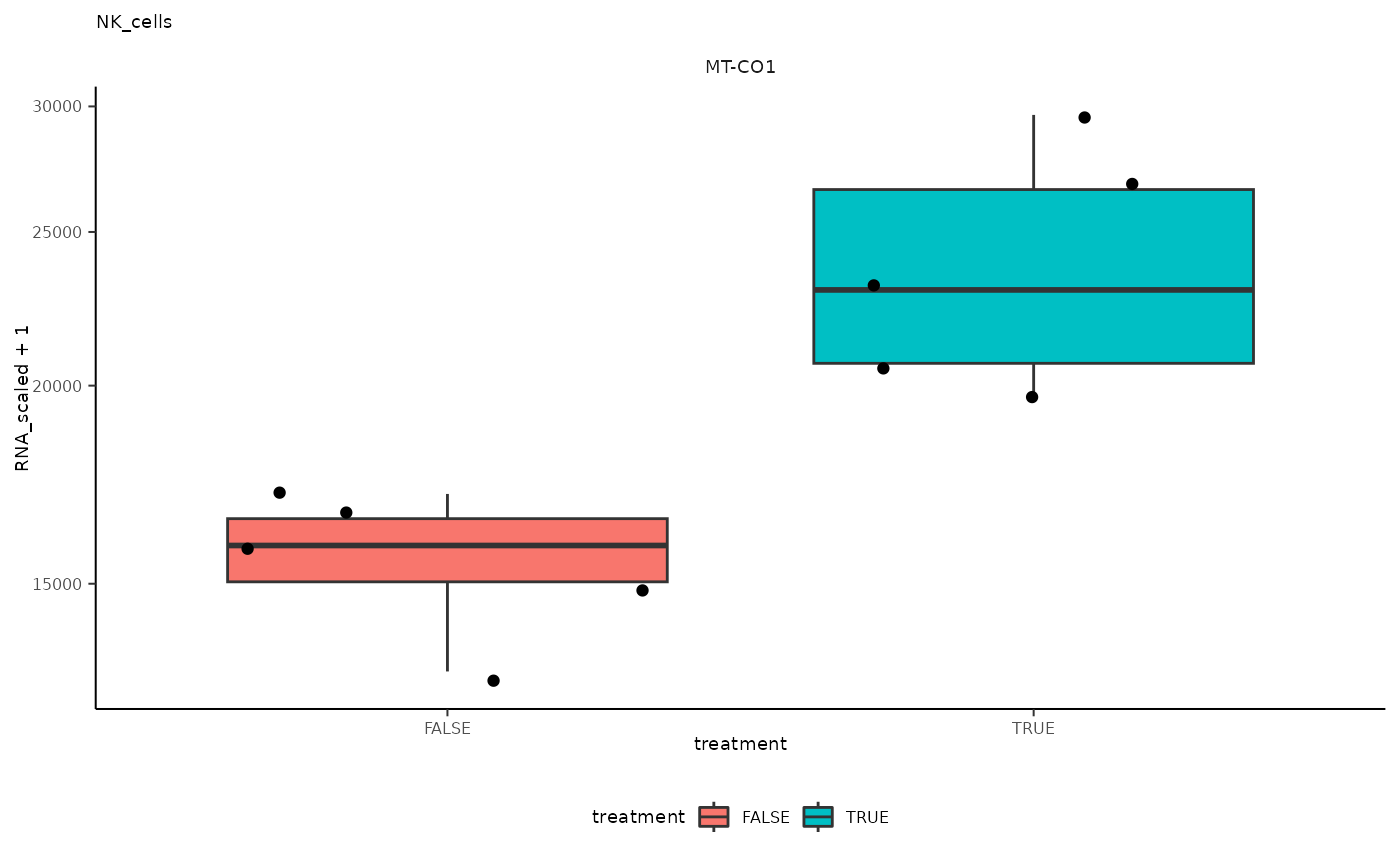 NK_cells
MT-CO1
RNA_scaled + 1
30000
25000
20000
15000
FALSE
TRUE
treatment
treatment FALSE TRUE